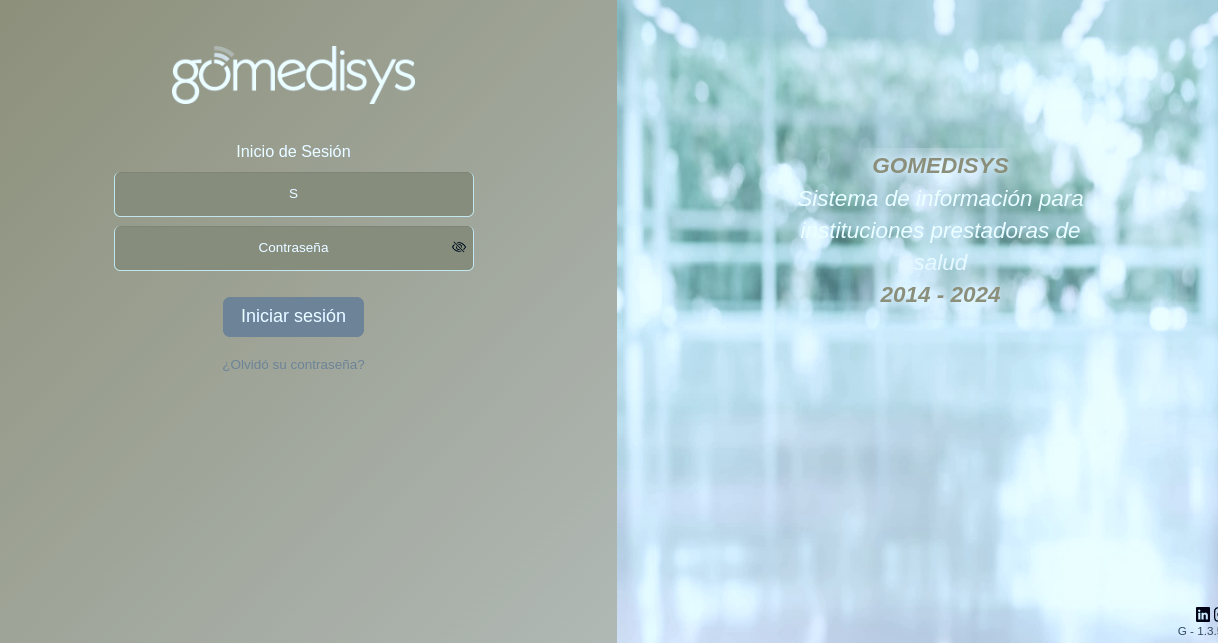 gomedisys
Inicio de Sesión
S
Contraseña
Iniciar sesión
¿Olvidó su contraseña?
GOMEDISYS
Sistema de información para
instituciones prestadoras de
salud
2014 - 2024
in
G - 1.3.